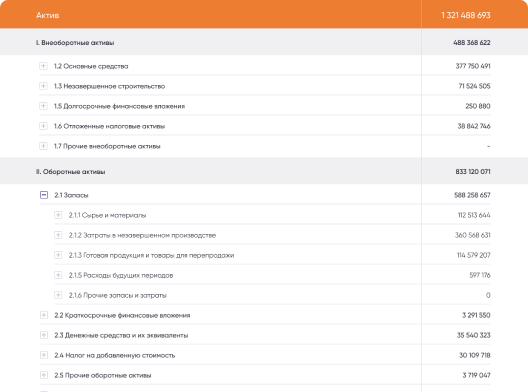 Актив 1 321 488 693
I. Внеоборотные активы 488 368 622
1.2 Основные средства 377 750 491
1.3 Незавершенное строительство 71 524 505
1.5 Долгосрочные финансовые вложения 250 880
1.6 Отложенные налоговые активы 38 842 746
1.7 Прочие внеоборотные активы -
II. Оборотные активы 833 120 071
2.1 Запасы 588 258 657
2.1.1 Сырье и материалы 112 513 644
2.1.2 Затраты в незавершенном производстве 360 568 631
2.1.3 Готовая продукция и товары для перепродажи 114 579 207
2.1.5 Расходы будущих периодов 597 176
2.1.6 Прочие запасы и затраты 0
2.2 Краткосрочные финансовые вложения 3 291 550
2.3 Денежные средства и их эквиваленты 35 540 323
2.4 Налог на добавленную стоимость 30 109 718
2.5 Прочие оборотные активы 3 719 047